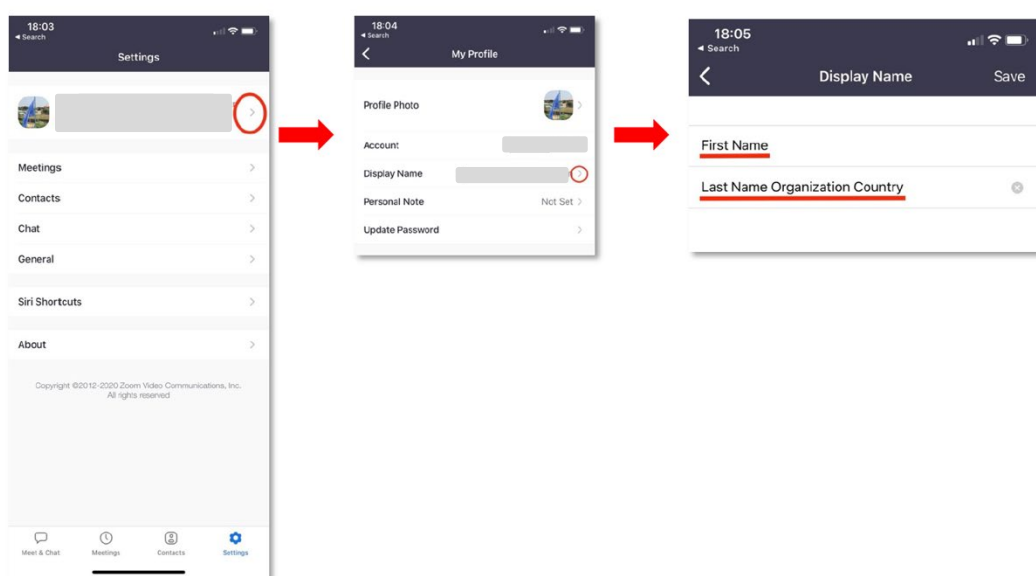 18:03
Search
Settings
Meetings
Contacts
Chat
General
Siri Shortcuts
About
Copyright ©2012-2020 Zoom Video Communications, Inc.
All rights reserved
Meet & Chat
Meetings
Contacts
Settings
18:04
Search
My Profile
Profile Photo
Account
Display Name
Personal Note
Not Set
Update Password
18:05
Search
Display Name
Save
First Name
Last Name Organization Country